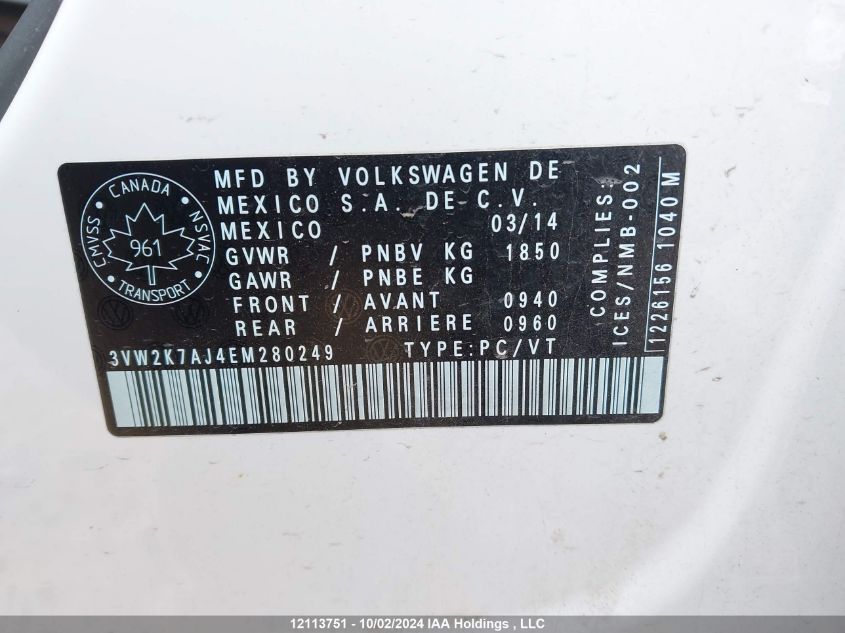 CANADA
CMVSS
NSVAC
961
TRANSPORT
MFD BY VOLKSWAGEN DE
MEXICO S.A. DE C.V.
MEXICO 03/14
GVWR / PNBV KG 1850
GAWR / PNBE KG
FRONT / AVANT 0940
REAR / ARRIERE 0960
3VW2K7AJ4EM280249 TYPE:PC/VT
COMPLIES:
ICES/NMB-002
1226156 1040 M
12113751 - 10/02/2024 IAA Holdings, LLC